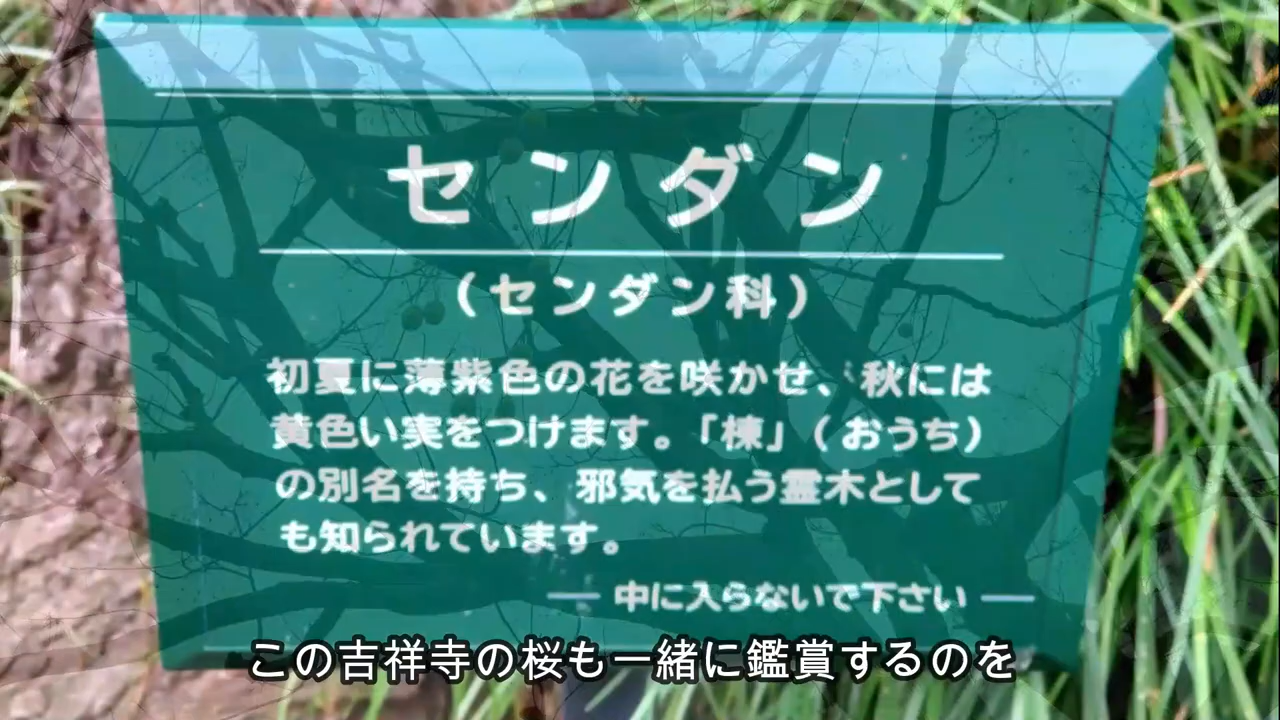 センダン
（センダン科）
初夏に薄紫色の花を咲かせ、秋には
黄色い実をつけます。「楝」（おうち）
の別名を持ち、邪気を払う霊木として
も知られています。
中に入らないで下さい
この吉祥寺の桜も一緒に鑑賞するのを